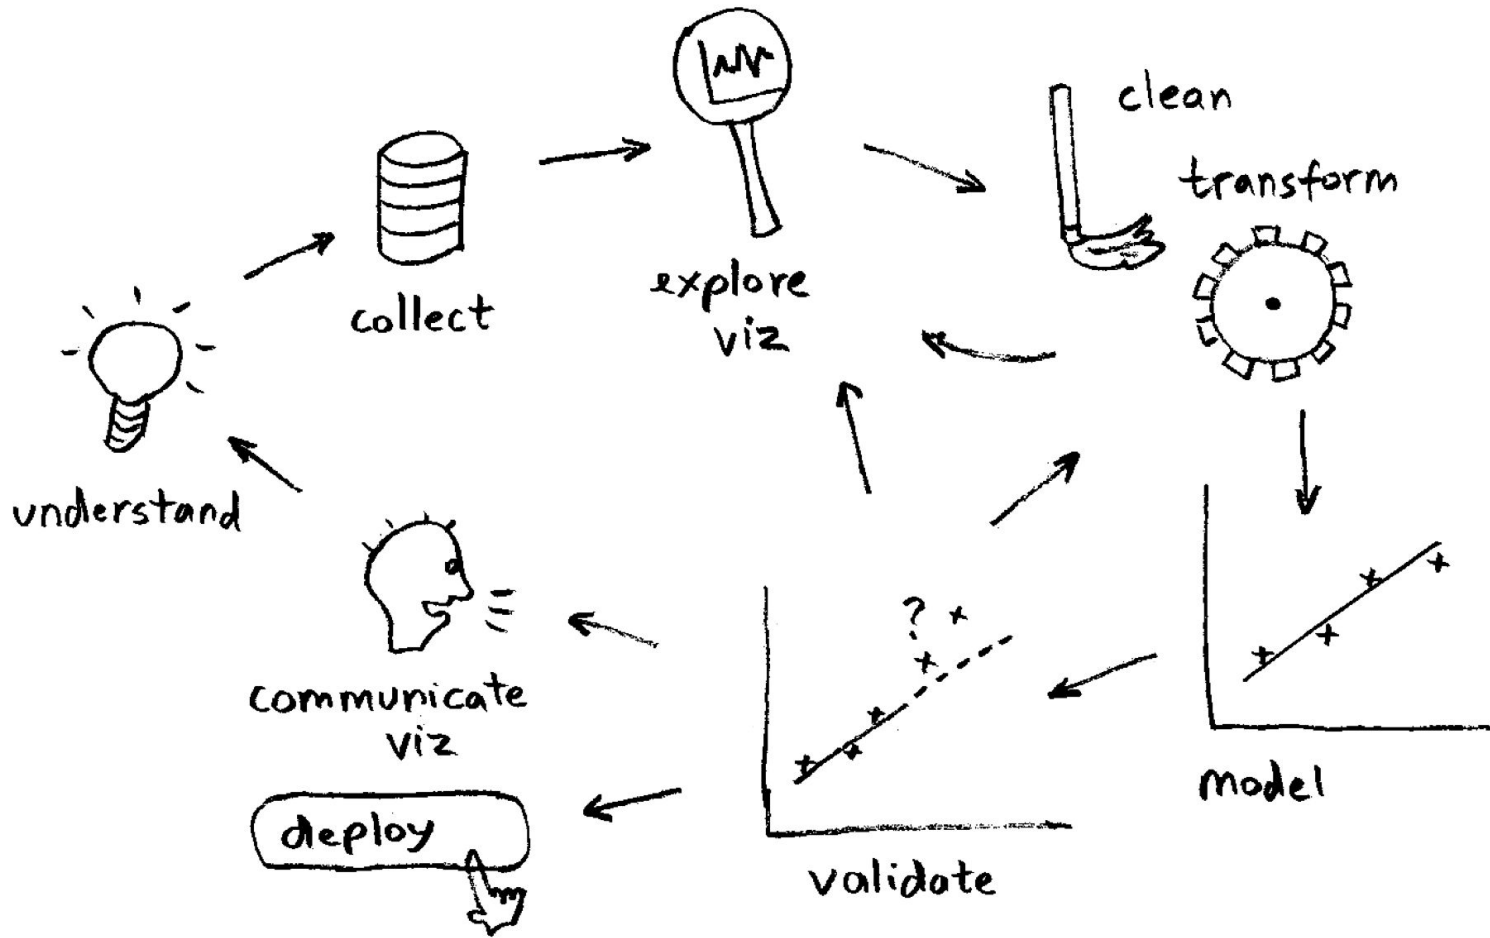 clean
transform
explore
viz
collect
understand
?
communicate
viz
model
deploy
validate